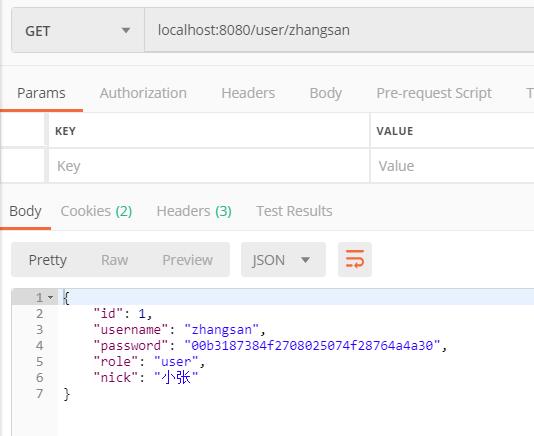 GET localhost:8080/user/zhangsan
Params Authorization Headers Body Pre-request Script T
KEY VALUE
Key Value
Body Cookies (2) Headers (3) Test Results
Pretty Raw Preview JSON
1 {
2 "id": 1,
3 "username": "zhangsan",
4 "password": "00b3187384f2708025074f28764a4a30",
5 "role": "user",
6 "nick": "小张"
7 }